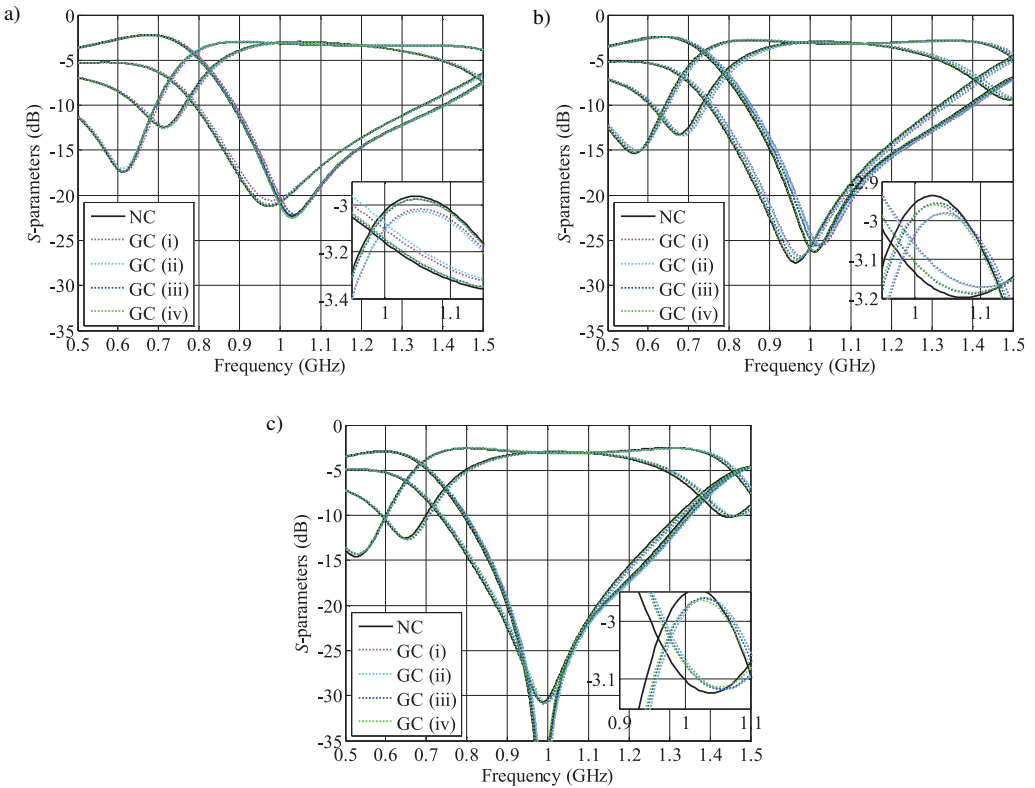 a)
0
-5
-10
-15
-20
-25
-30
-35
S-parameters (dB)
NC
GC (i)
GC (ii)
GC (iii)
GC (iv)
-3
-3.2
-3.4
1
1.1
0.5 0.6 0.7 0.8 0.9 1 1.1 1.2 1.3 1.4 1.5
Frequency (GHz)
b)
0
-5
-10
-15
-20
-25
-30
-35
S-parameters (dB)
NC
GC (i)
GC (ii)
GC (iii)
GC (iv)
-2.9
-3
-3.1
-3.2
1
1.1
0.5 0.6 0.7 0.8 0.9 1 1.1 1.2 1.3 1.4 1.5
Frequency (GHz)
c)
0
-5
-10
-15
-20
-25
-30
-35
S-parameters (dB)
NC
GC (i)
GC (ii)
GC (iii)
GC (iv)
-3
-3.1
0.9 1 1.1
0.5 0.6 0.7 0.8 0.9 1 1.1 1.2 1.3 1.4 1.5
Frequency (GHz)